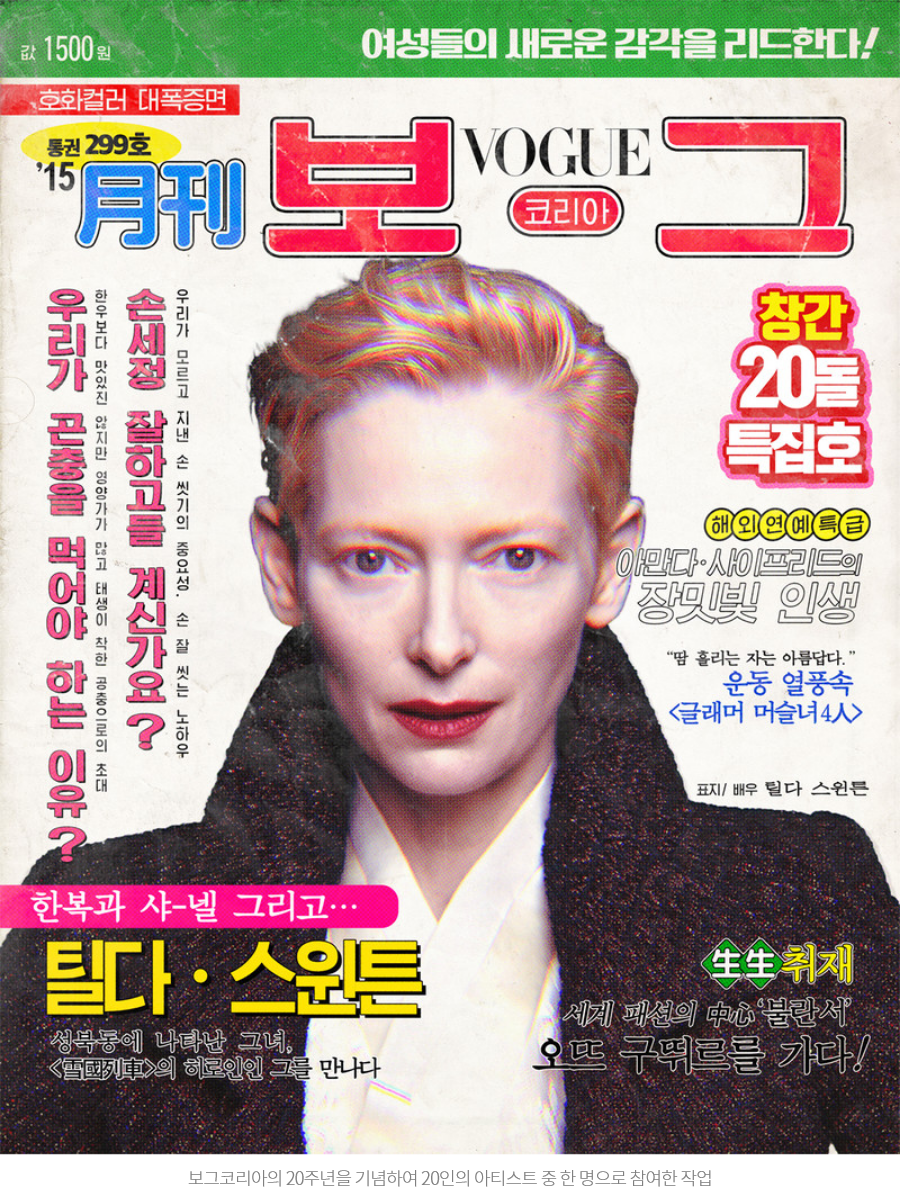 값 1500원
여성들의 새로운 감각을 리드한다!
호화컬러 대폭증면
통권 299호
'15
月刊 보그
VOGUE
코리아
창간
20돌
특집호
우리가 모르고 지낸 손 씻기의 중요성. 손 잘 씻는 노하우
손 세정 잘하고들 계신가요?
한우보다 맛있진 않지만 영양가가 많고 태생이 착한 곤충으로의 초대
우리가 곤충을 먹어야 하는 이유?
해외연예특급
아만다·사이프리드의
장밋빛 인생
“땀 흘리는 자는 아름답다.”
운동 열풍속
<글래머 머슬녀4人>
표지/ 배우 틸다 스윈튼
한복과 샤-넬 그리고…
틸다·스윈튼
성북동에 나타난 그녀,
<雪國列車>의 히로인인 그를 만나다
生生취재
세계 패션의 中心‘불란서’
오뜨 구뛰르를 가다!
보그코리아의 20주년을 기념하여 20인의 아티스트 중 한 명으로 참여한 작업